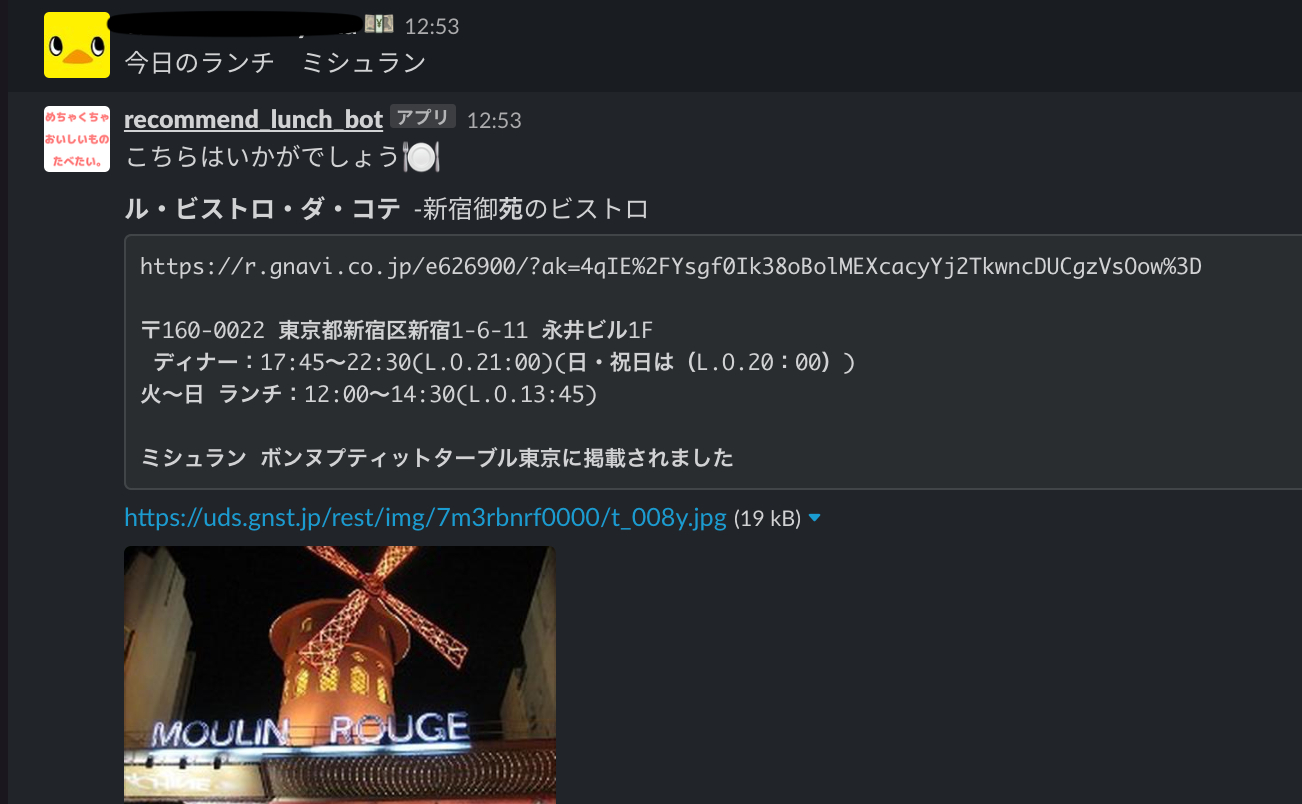 12:53
今日のランチ　ミシュラン
めちゃくちゃ
おいしいもの
たべたい。
recommend_lunch_bot アプリ 12:53
こちらはいかがでしょう🍽
ル・ビストロ・ダ・コテ -新宿御苑のビストロ
https://r.gnavi.co.jp/e626900/?ak=4qIE%2FYsgf0Ik38oBolMEXcacyYj2TkwncDUCgzVsOow%3D
〒160-0022 東京都新宿区新宿1-6-11 永井ビル1F
ディナー：17:45〜22:30(L.O.21:00)(日・祝日は（L.O.20：00）)
火〜日 ランチ：12:00〜14:30(L.O.13:45)
ミシュラン ボンヌプティットターブル東京に掲載されました
https://uds.gnst.jp/rest/img/7m3rbnrf0000/t_008y.jpg (19 kB)
MOULIN ROUGE